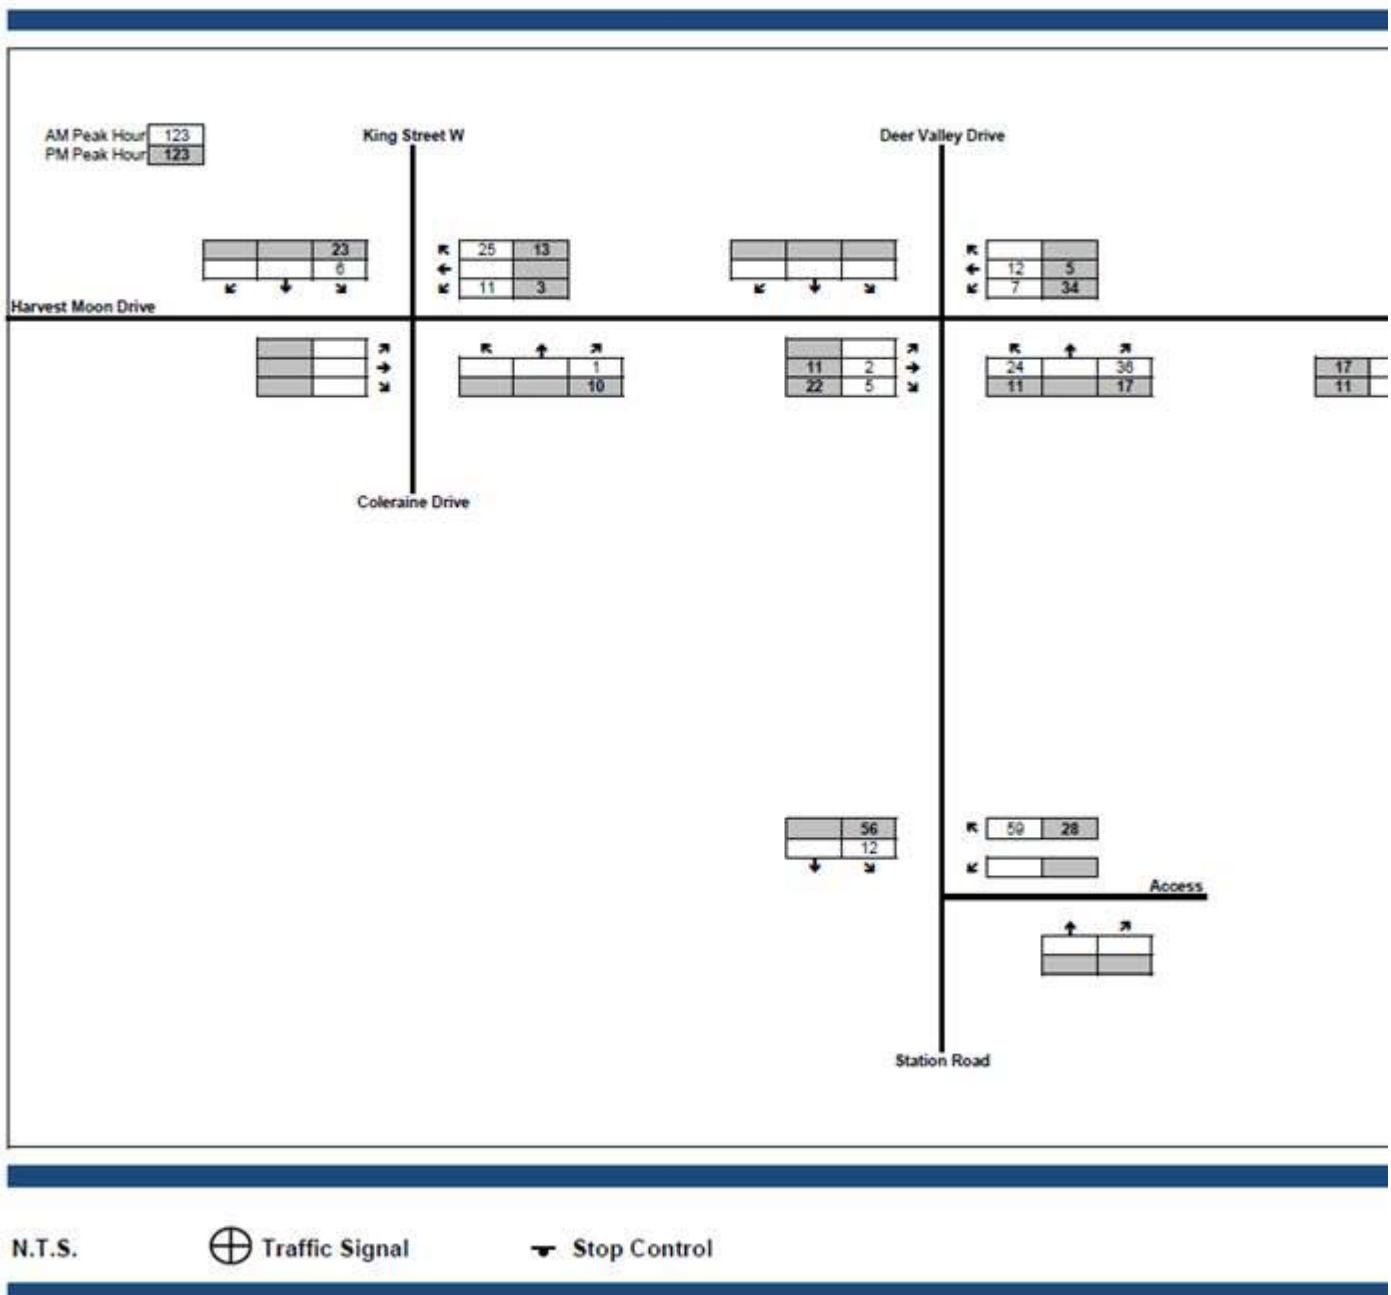 AM Peak Hour 123
PM Peak Hour 123
King Street W
Deer Valley Drive
23
6
25 13
11 3
12 5
7 34
Harvest Moon Drive
1
10
11 2
22 5
24 36
11 17
17
11
Coleraine Drive
56
12
59 28
Access
Station Road
N.T.S.
Traffic Signal
Stop Control